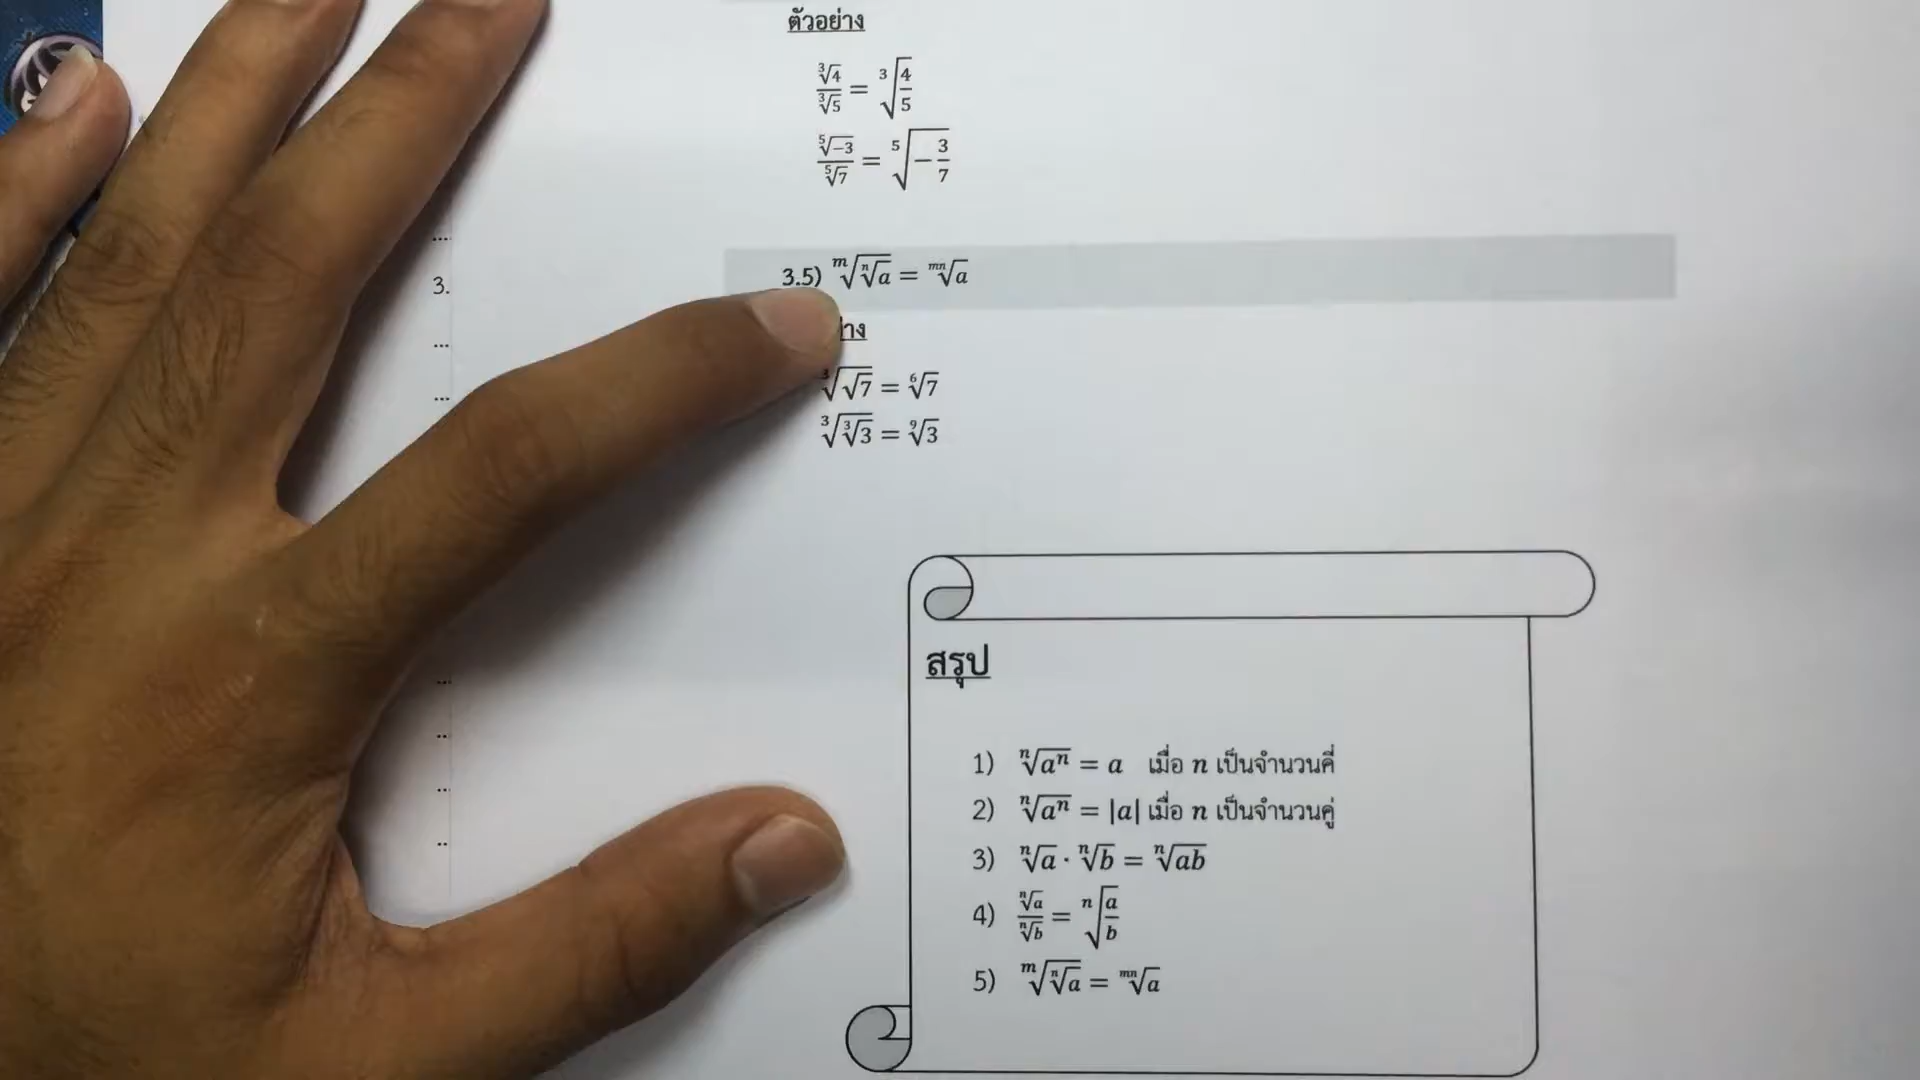 ตัวอย่าง
∛4/∛5 = ∛(4/5)
⁵√−3/⁵√7 = ⁵√(−3/7)
3.5) ᵐ√(ⁿ√a) = ᵐⁿ√a
3.
³√(√7) = ⁶√7
³√(³√3) = ⁹√3
สรุป
1) ⁿ√(aⁿ) = a เมื่อ n เป็นจำนวนคี่
2) ⁿ√(aⁿ) = |a| เมื่อ n เป็นจำนวนคู่
3) ⁿ√a · ⁿ√b = ⁿ√(ab)
4) ⁿ√a/ⁿ√b = ⁿ√(a/b)
5) ᵐ√(ⁿ√a) = ᵐⁿ√a